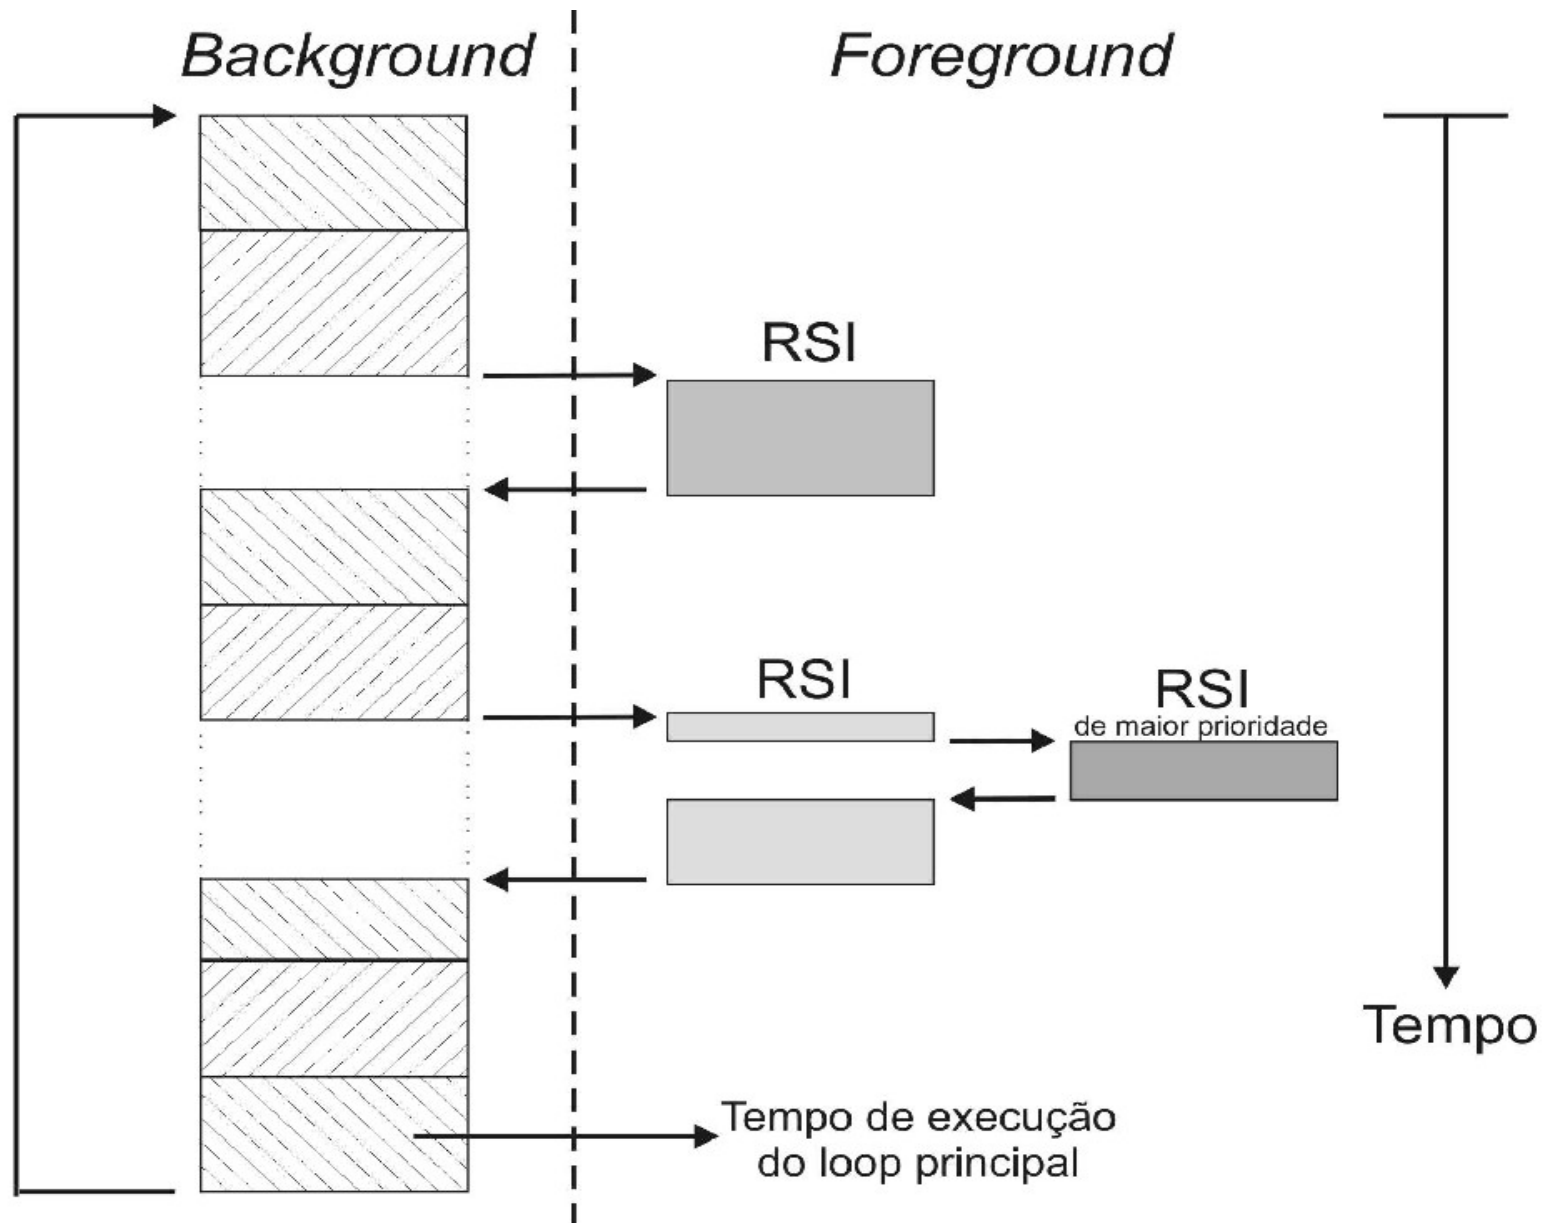 Background
Foreground
RSI
RSI
RSI
de maior prioridade
Tempo
Tempo de execução
do loop principal